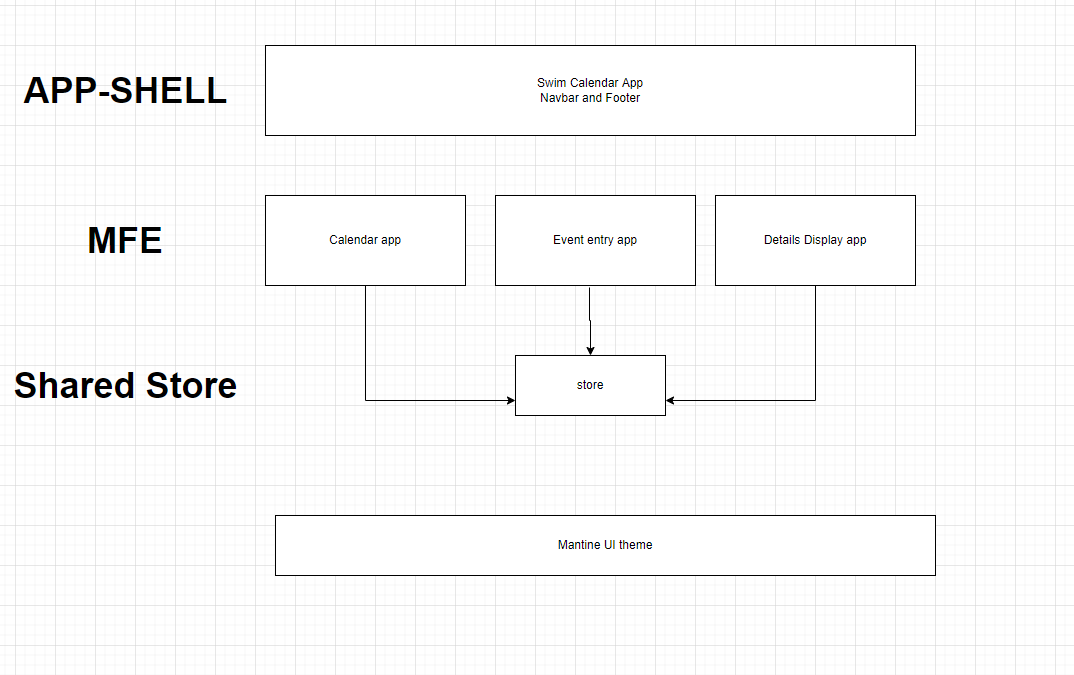 APP-SHELL
Swim Calendar App
Navbar and Footer
MFE
Calendar app
Event entry app
Details Display app
Shared Store
store
Mantine UI theme